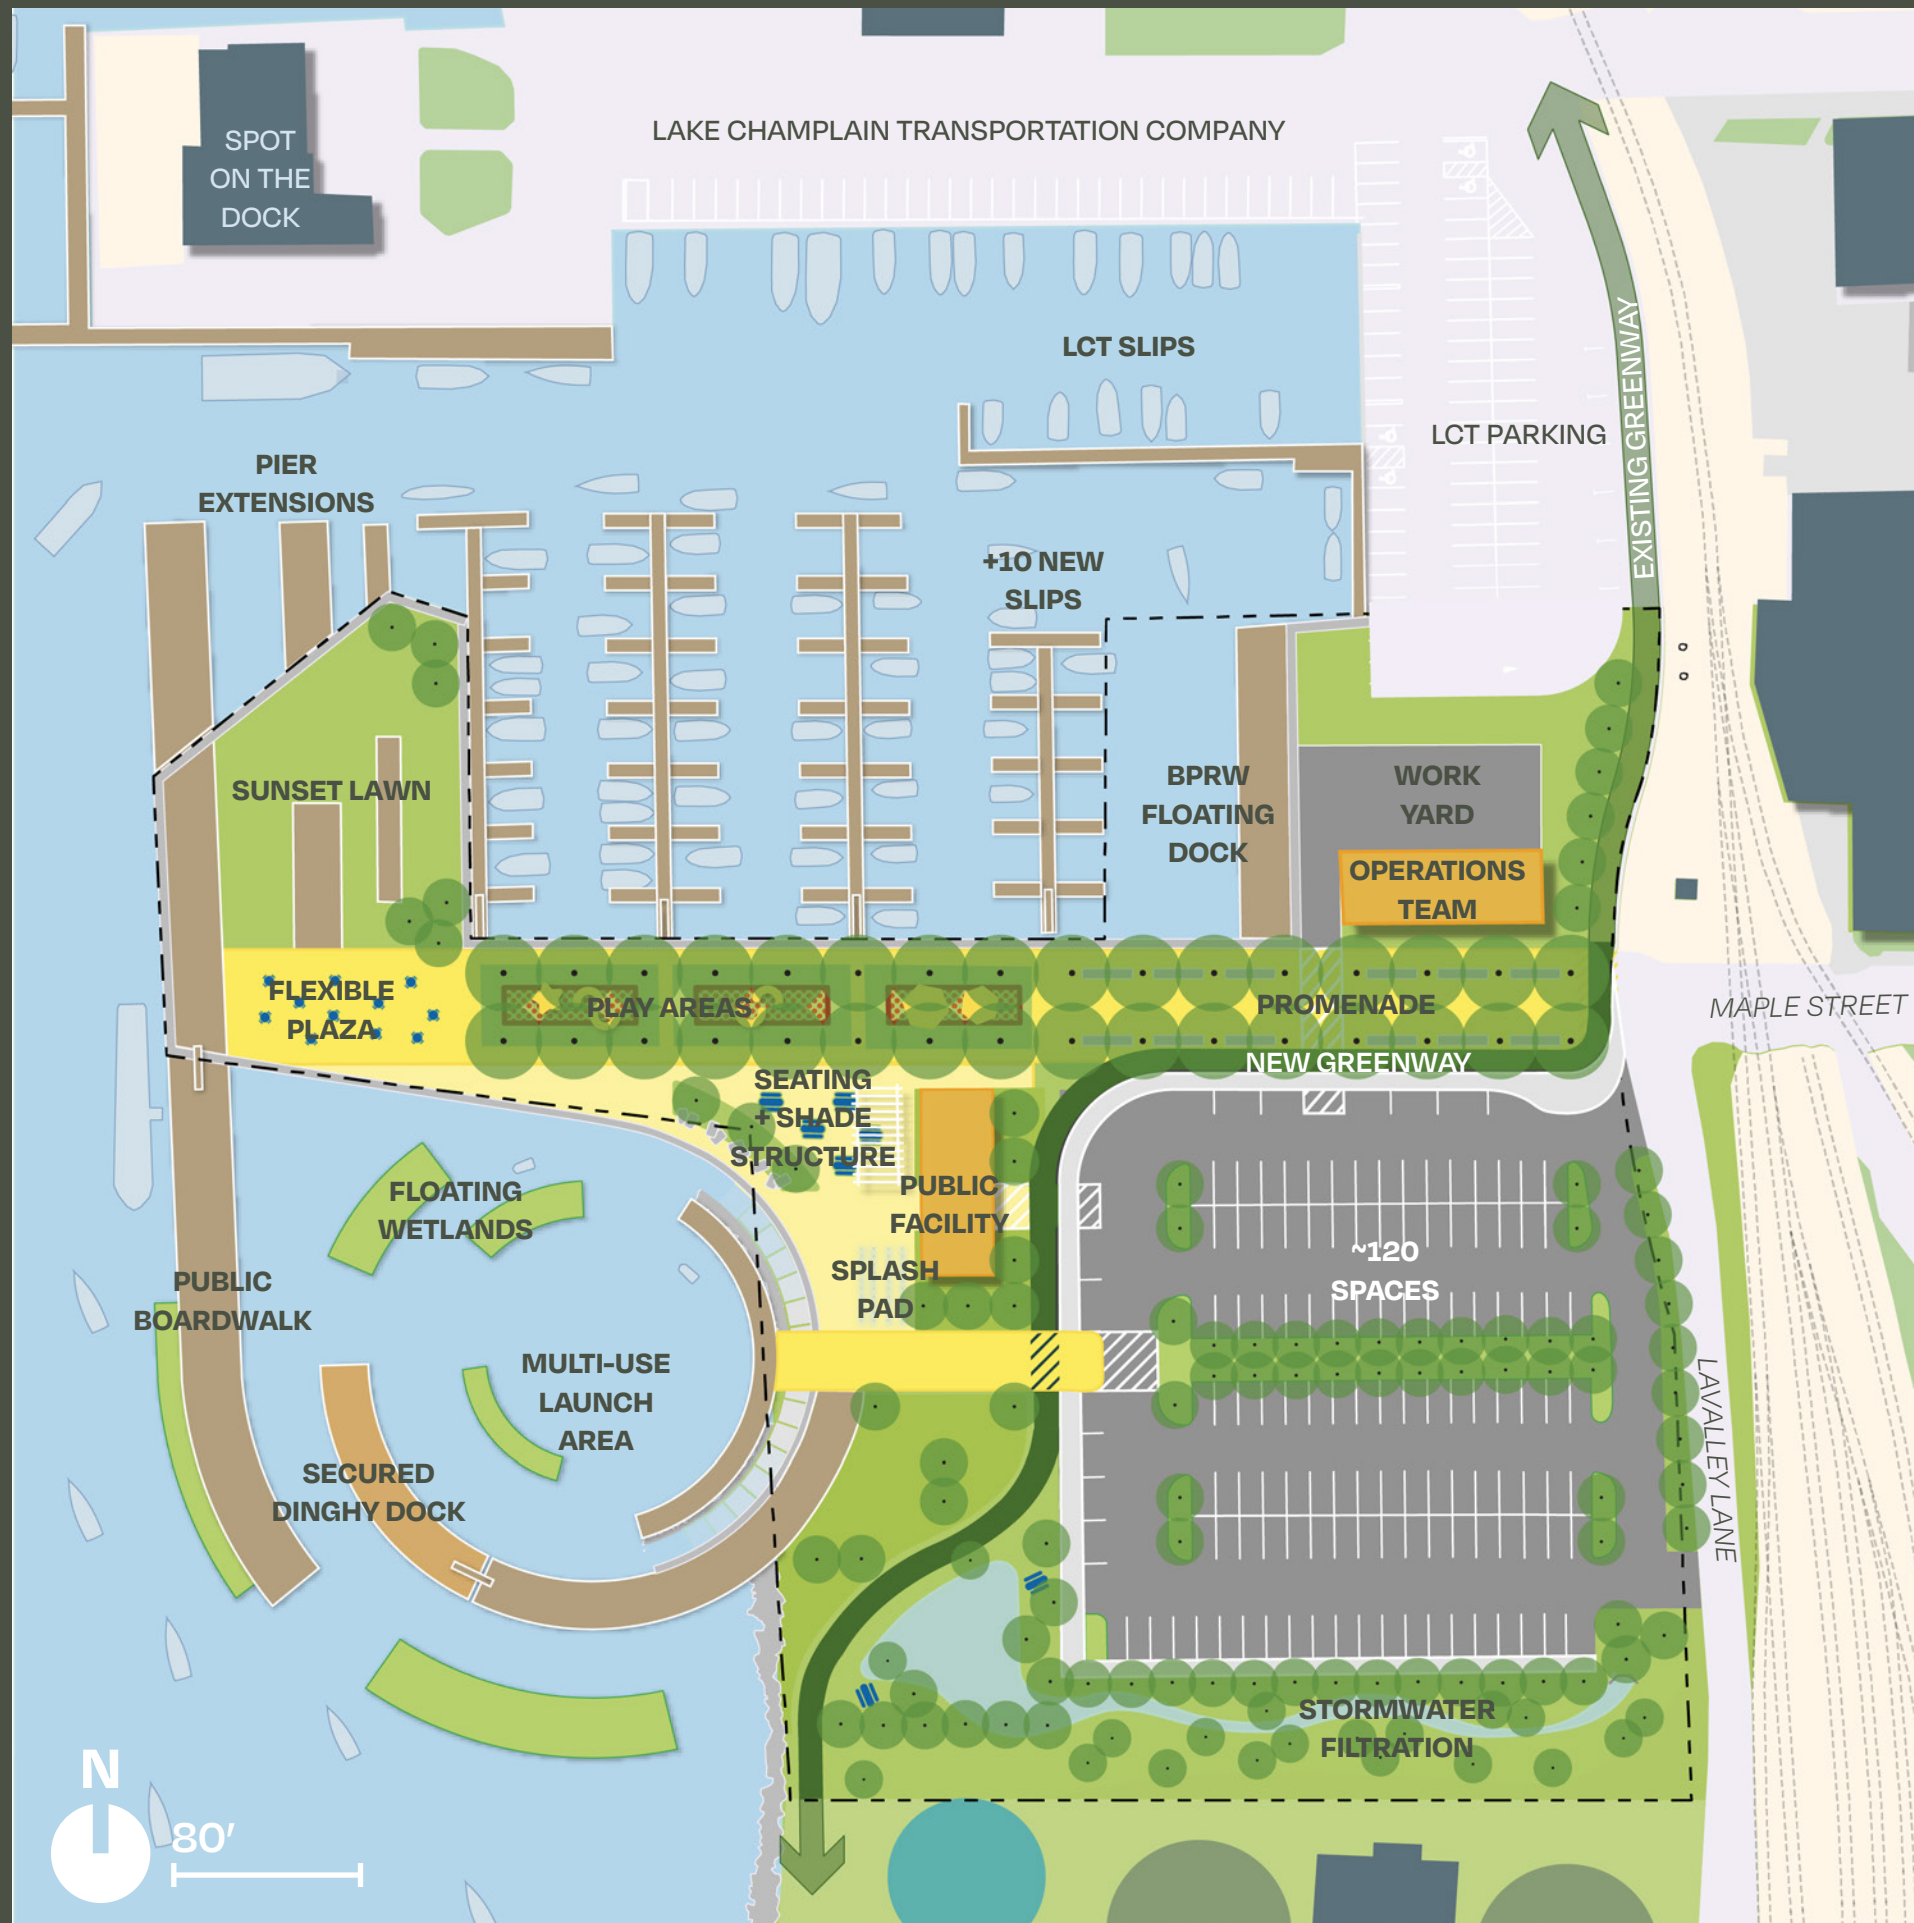 SPOT
ON THE
DOCK
LAKE CHAMPLAIN TRANSPORTATION COMPANY
LCT SLIPS
LCT PARKING
EXISTING GREENWAY
PIER
EXTENSIONS
+10 NEW
SLIPS
SUNSET LAWN
BPRW
FLOATING
DOCK
WORK
YARD
OPERATIONS
TEAM
FLEXIBLE
PLAZA
PLAY AREAS
PROMENADE
MAPLE STREET
NEW GREENWAY
SEATING
+ SHADE
STRUCTURE
PUBLIC
FACILITY
FLOATING
WETLANDS
SPLASH
PAD
~120
SPACES
PUBLIC
BOARDWALK
MULTI-USE
LAUNCH
AREA
SECURED
DINGHY DOCK
LAVALLEY LANE
STORMWATER
FILTRATION
N
80'